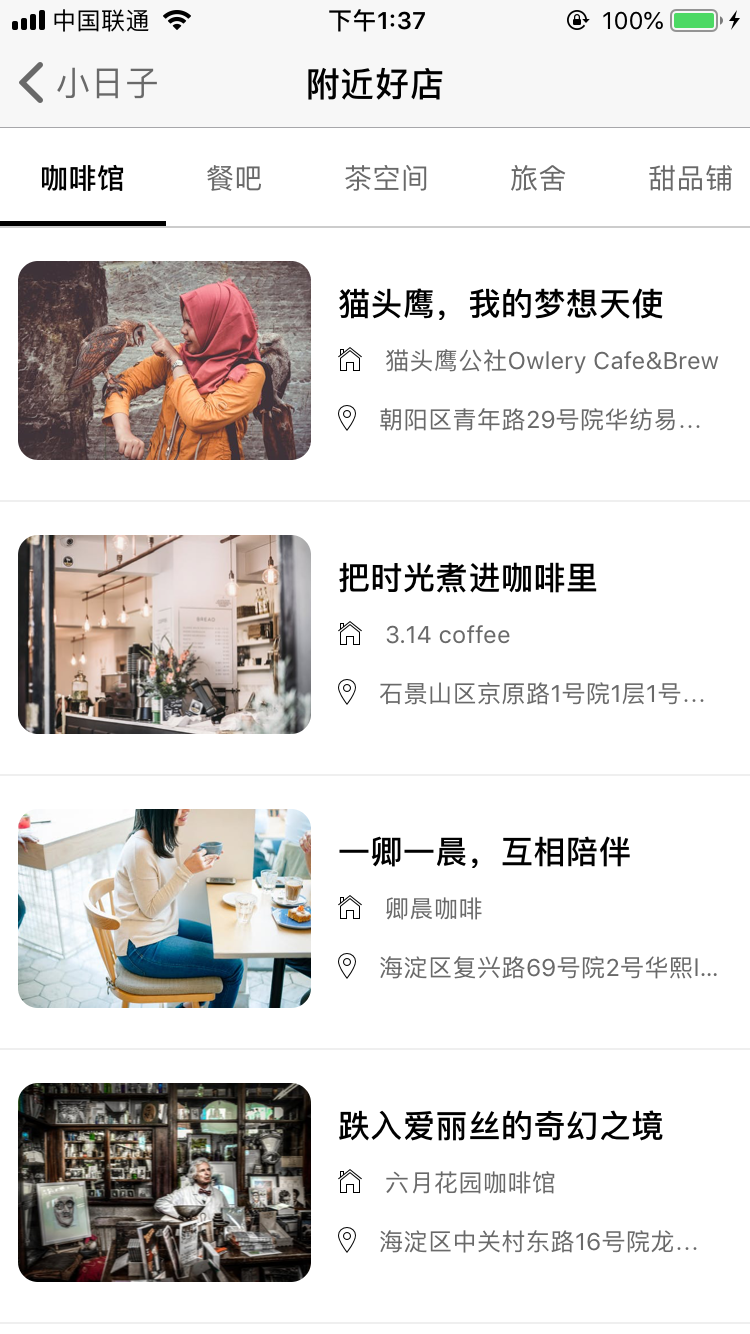 中国联通 下午1:37 100%
小日子 附近好店
咖啡馆 餐吧 茶空间 旅舍 甜品铺
猫头鹰，我的梦想天使
猫头鹰公社Owlery Cafe&Brew
朝阳区青年路29号院华纺易...
把时光煮进咖啡里
3.14 coffee
石景山区京原路1号院1层1号...
BREAD
一卿一晨，互相陪伴
卿晨咖啡
海淀区复兴路69号院2号华熙l...
跌入爱丽丝的奇幻之境
六月花园咖啡馆
海淀区中关村东路16号院龙...